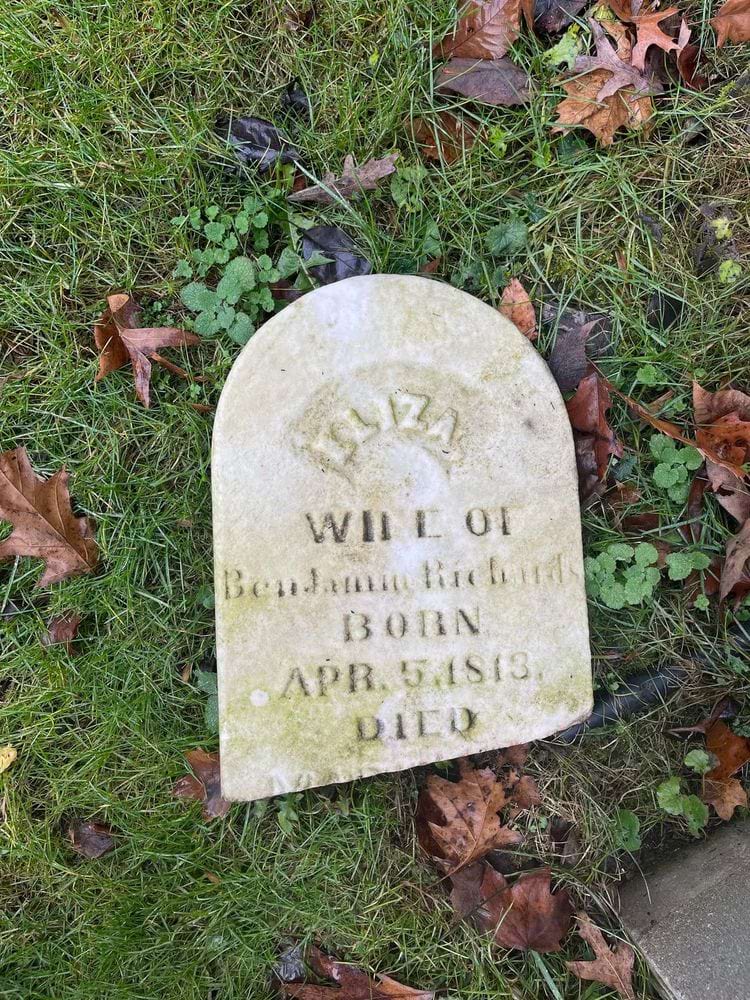 ELIZA
WIFE OF
Benjamin Richards
BORN
APR. 5, 1813.
DIED